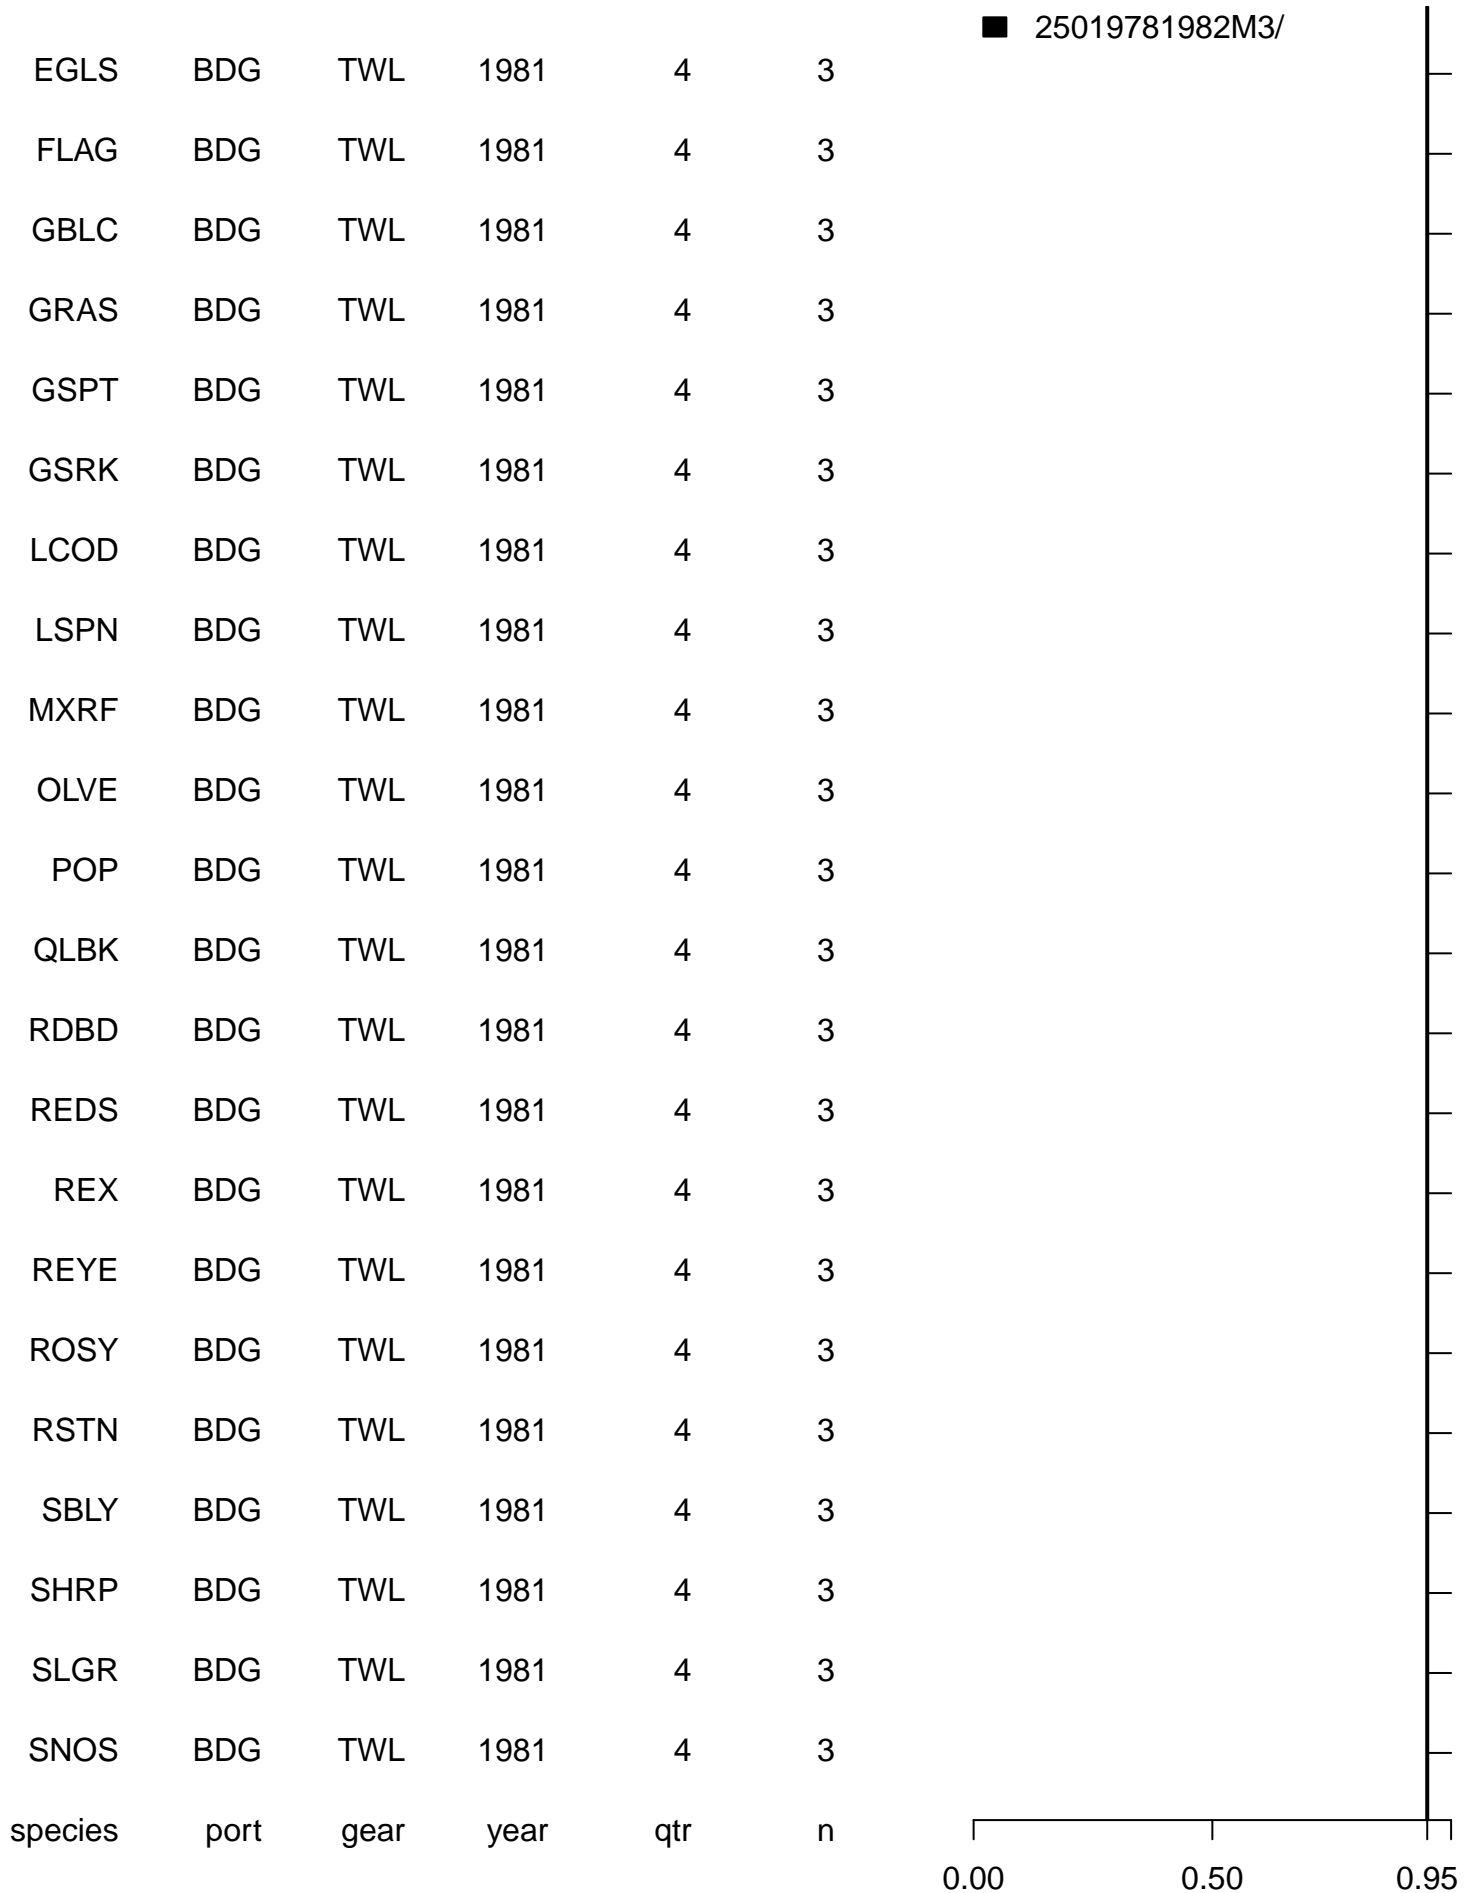 25019781982M3/
EGLS BDG TWL 1981 4 3
FLAG BDG TWL 1981 4 3
GBLC BDG TWL 1981 4 3
GRAS BDG TWL 1981 4 3
GSPT BDG TWL 1981 4 3
GSRK BDG TWL 1981 4 3
LCOD BDG TWL 1981 4 3
LSPN BDG TWL 1981 4 3
MXRF BDG TWL 1981 4 3
OLVE BDG TWL 1981 4 3
POP BDG TWL 1981 4 3
QLBK BDG TWL 1981 4 3
RDBD BDG TWL 1981 4 3
REDS BDG TWL 1981 4 3
REX BDG TWL 1981 4 3
REYE BDG TWL 1981 4 3
ROSY BDG TWL 1981 4 3
RSTN BDG TWL 1981 4 3
SBLY BDG TWL 1981 4 3
SHRP BDG TWL 1981 4 3
SLGR BDG TWL 1981 4 3
SNOS BDG TWL 1981 4 3
species port gear year qtr n
0.00 0.50 0.95